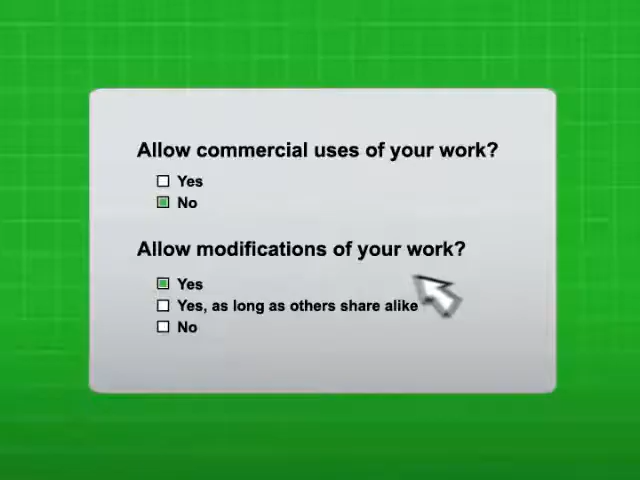 Allow commercial uses of your work?
Yes
No
Allow modifications of your work?
Yes
Yes, as long as others share alike
No